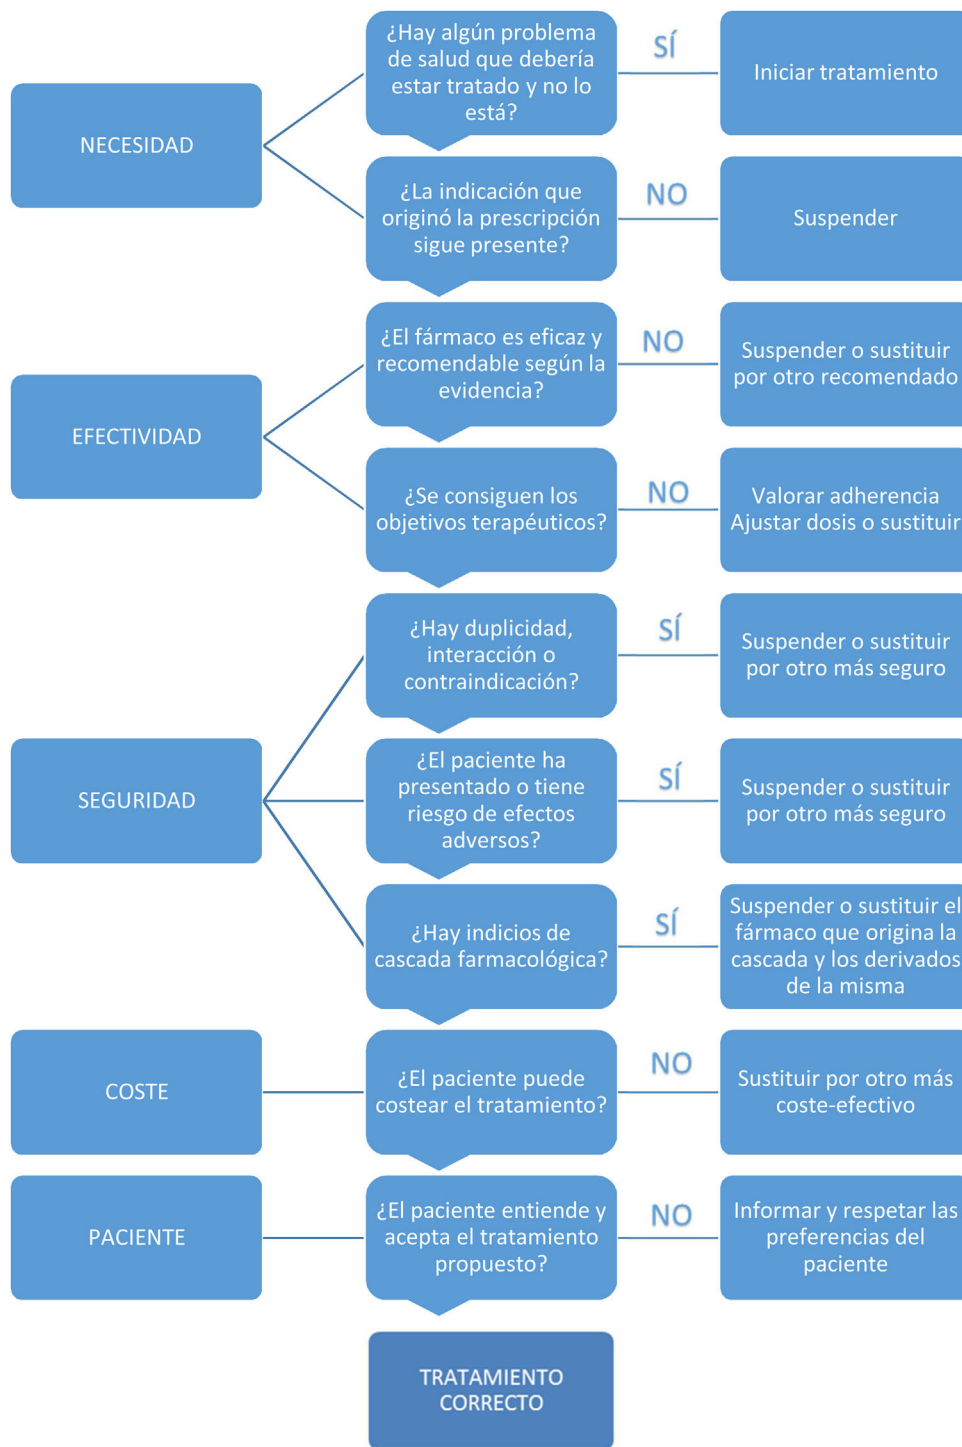 ¿Hay algún problema
de salud que debería
estar tratado y no lo
está?
SÍ
Iniciar tratamiento
NECESIDAD
¿La indicación que
originó la prescripción
sigue presente?
NO
Suspender
¿El fármaco es eficaz y
recomendable según la
evidencia?
NO
Suspender o sustituir
por otro recomendado
EFECTIVIDAD
¿Se consiguen los
objetivos terapéuticos?
NO
Valorar adherencia
Ajustar dosis o sustituir
¿Hay duplicidad,
interacción o
contraindicación?
SÍ
Suspender o sustituir
por otro más seguro
SEGURIDAD
¿El paciente ha
presentado o tiene
riesgo de efectos
adversos?
SÍ
Suspender o sustituir
por otro más seguro
¿Hay indicios de
cascada farmacológica?
SÍ
Suspender o sustituir el
fármaco que origina la
cascada y los derivados
de la misma
COSTE
¿El paciente puede
costear el tratamiento?
NO
Sustituir por otro más
coste-efectivo
PACIENTE
¿El paciente entiende y
acepta el tratamiento
propuesto?
NO
Informar y respetar las
preferencias del
paciente
TRATAMIENTO
CORRECTO